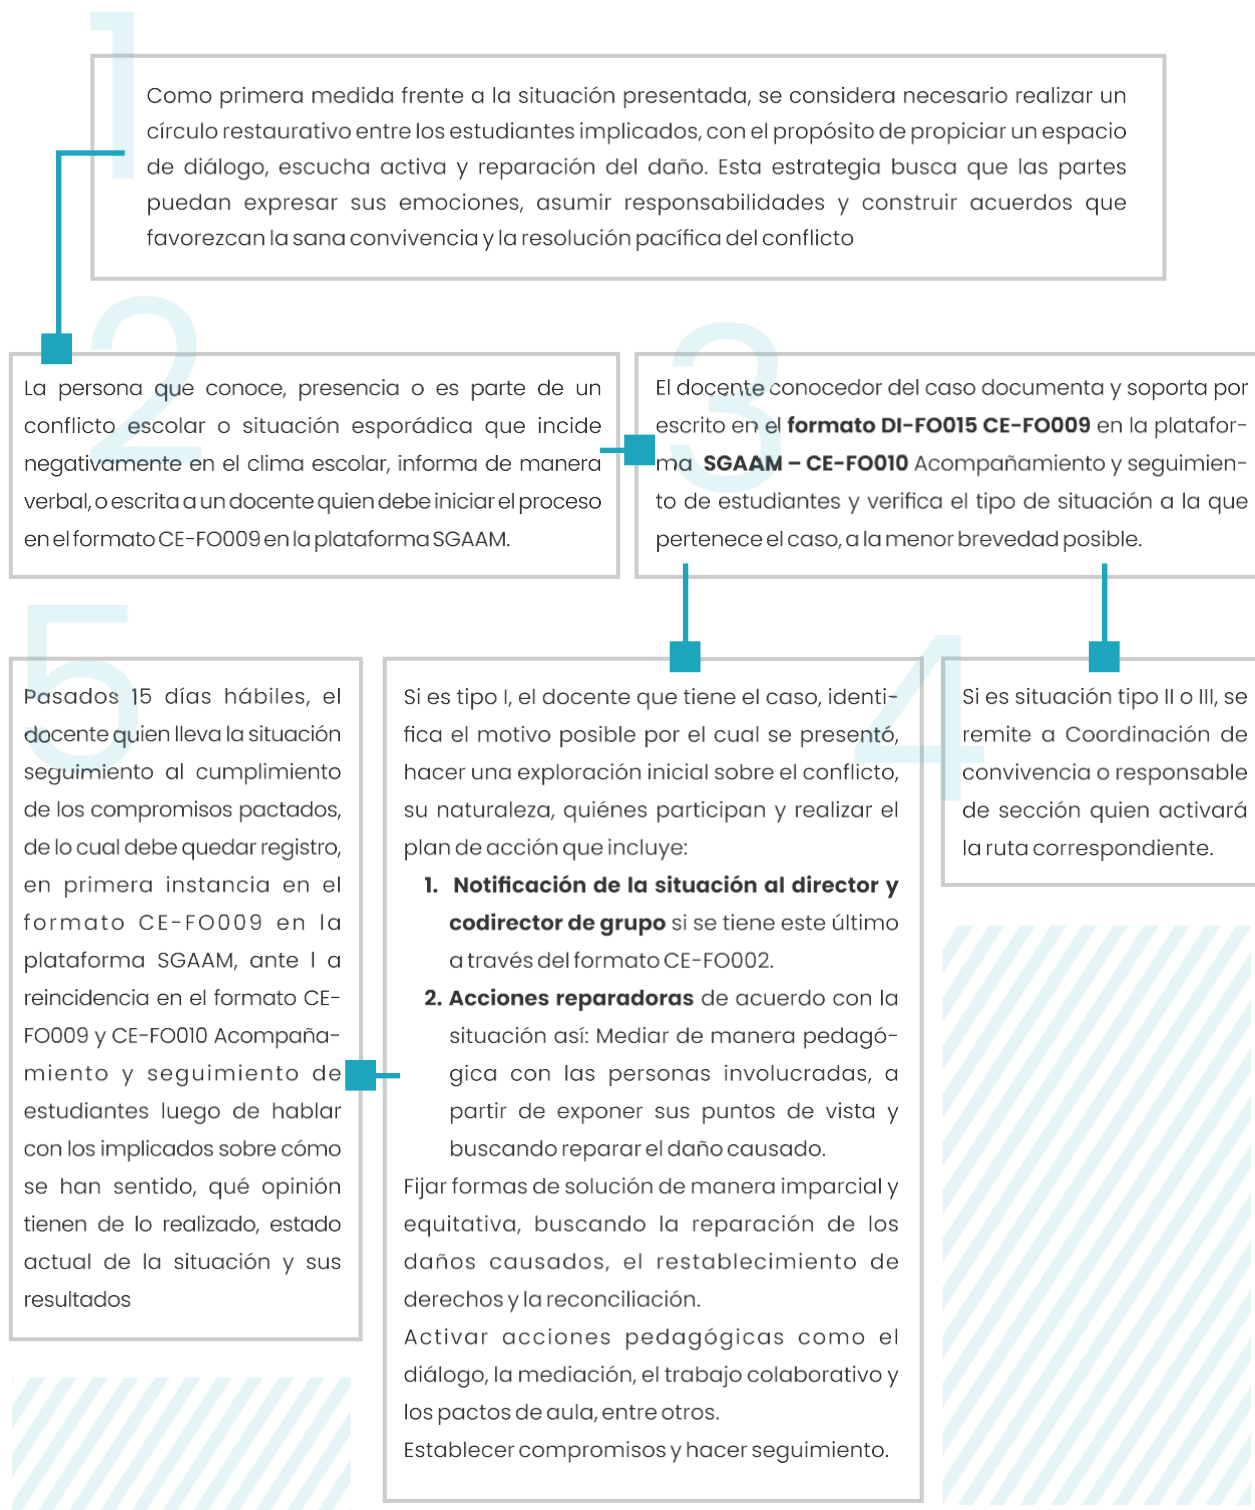 1
Como primera medida frente a la situación presentada, se considera necesario realizar un
círculo restaurativo entre los estudiantes implicados, con el propósito de propiciar un espacio
de diálogo, escucha activa y reparación del daño. Esta estrategia busca que las partes
puedan expresar sus emociones, asumir responsabilidades y construir acuerdos que
favorezcan la sana convivencia y la resolución pacífica del conflicto
2
La persona que conoce, presencia o es parte de un
conflicto escolar o situación esporádica que incide
negativamente en el clima escolar, informa de manera
verbal, o escrita a un docente quien debe iniciar el proceso
en el formato CE-FO009 en la plataforma SGAAM.
3
El docente conocedor del caso documenta y soporta por
escrito en el formato DI-FO015 CE-FO009 en la platafor-
ma SGAAM – CE-FO010 Acompañamiento y seguimien-
to de estudiantes y verifica el tipo de situación a la que
pertenece el caso, a la menor brevedad posible.
4
Si es tipo I, el docente que tiene el caso, identi-
fica el motivo posible por el cual se presentó,
hacer una exploración inicial sobre el conflicto,
su naturaleza, quiénes participan y realizar el
plan de acción que incluye:
1. Notificación de la situación al director y
codirector de grupo si se tiene este último
a través del formato CE-FO002.
2. Acciones reparadoras de acuerdo con la
situación así: Mediar de manera pedagó-
gica con las personas involucradas, a
partir de exponer sus puntos de vista y
buscando reparar el daño causado.
Fijar formas de solución de manera imparcial y
equitativa, buscando la reparación de los
daños causados, el restablecimiento de
derechos y la reconciliación.
Activar acciones pedagógicas como el
diálogo, la mediación, el trabajo colaborativo y
los pactos de aula, entre otros.
Establecer compromisos y hacer seguimiento.
Si es situación tipo II o III, se
remite a Coordinación de
convivencia o responsable
de sección quien activará
la ruta correspondiente.
5
Pasados 15 días hábiles, el
docente quien lleva la situación
seguimiento al cumplimiento
de los compromisos pactados,
de lo cual debe quedar registro,
en primera instancia en el
formato CE-FO009 en la
plataforma SGAAM, ante l a
reincidencia en el formato CE-
FO009 y CE-FO010 Acompaña-
miento y seguimiento de
estudiantes luego de hablar
con los implicados sobre cómo
se han sentido, qué opinión
tienen de lo realizado, estado
actual de la situación y sus
resultados